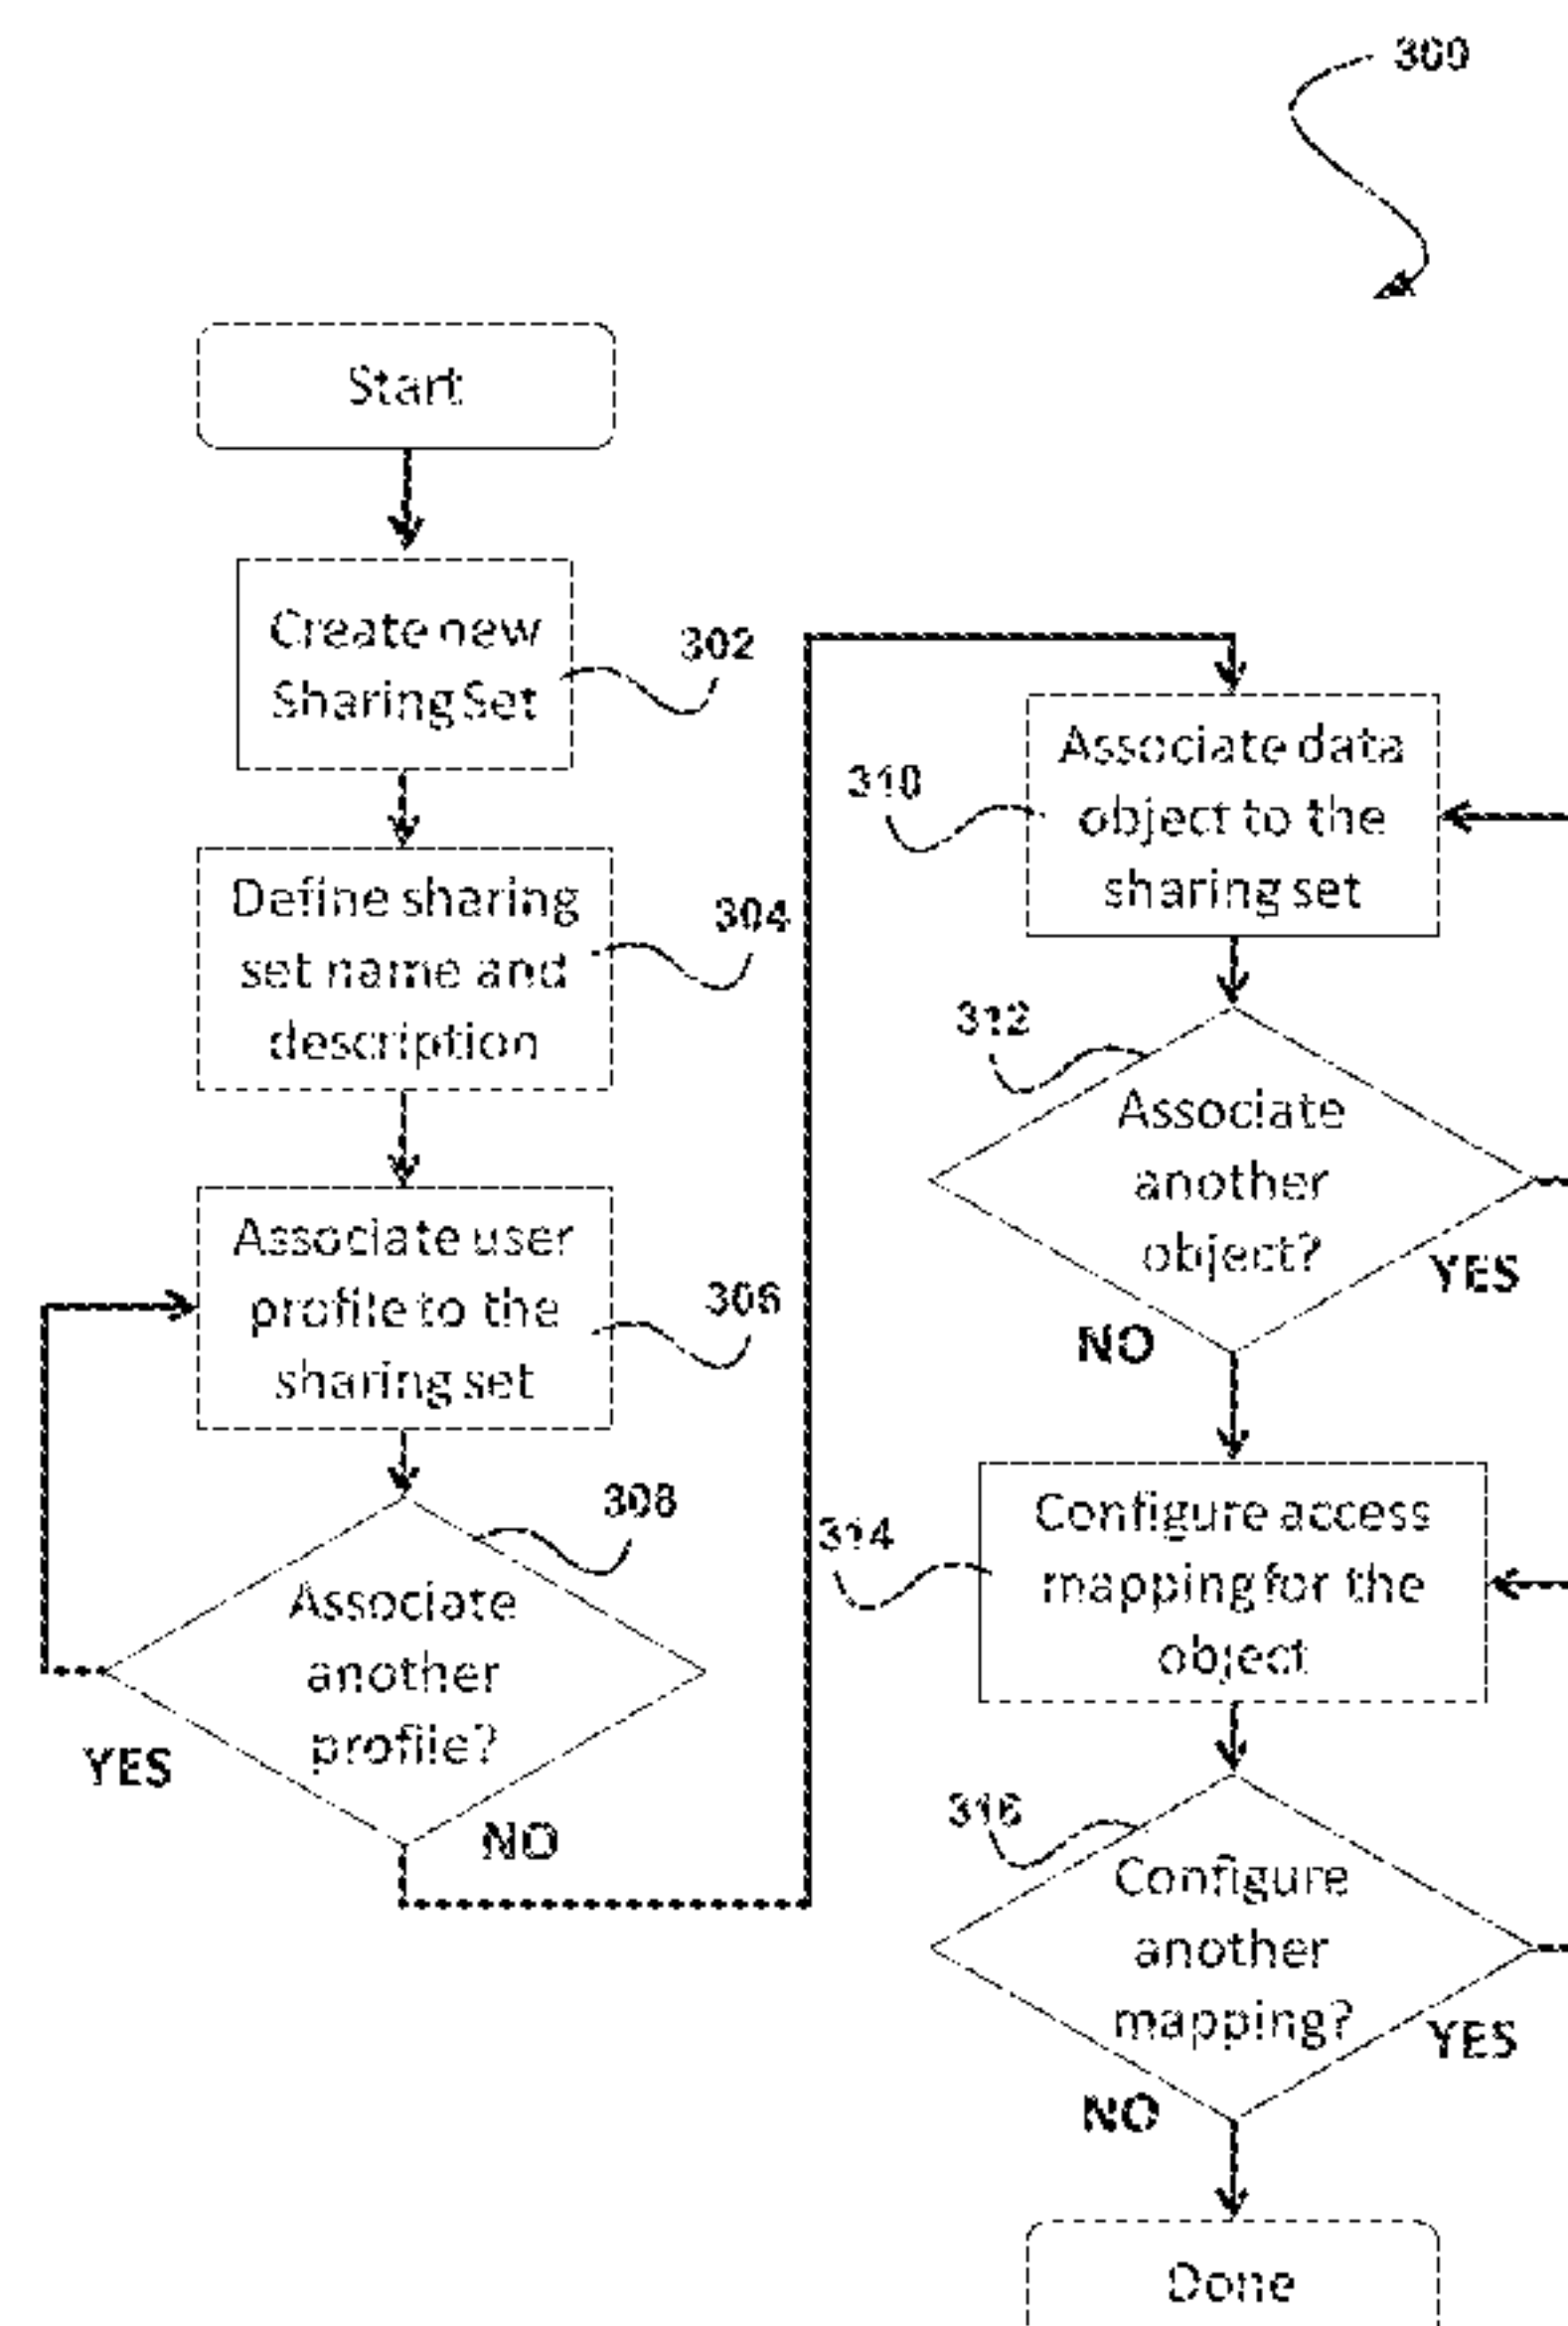 300
Start
Create new
Sharing Set
302
Define sharing
set name and
description
304
Associate user
profile to the
sharing set
306
Associate
another
profile?
308
YES
NO
Associate data
object to the
sharing set
310
312
Associate
another
object?
YES
NO
Configure access
mapping for the
object
314
316
Configure
another
mapping?
YES
NO
Done